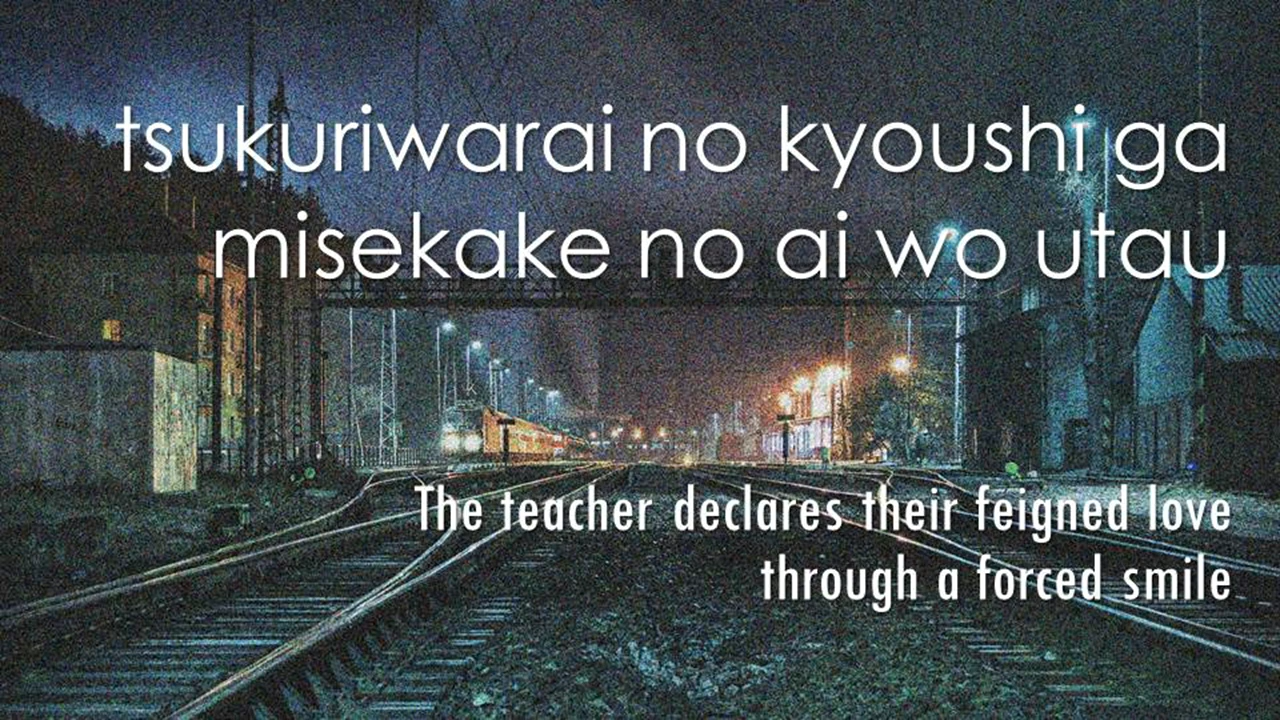 tsukuriwarai no kyoushi ga
misekake no ai wo utau
The teacher declares their feigned love
through a forced smile